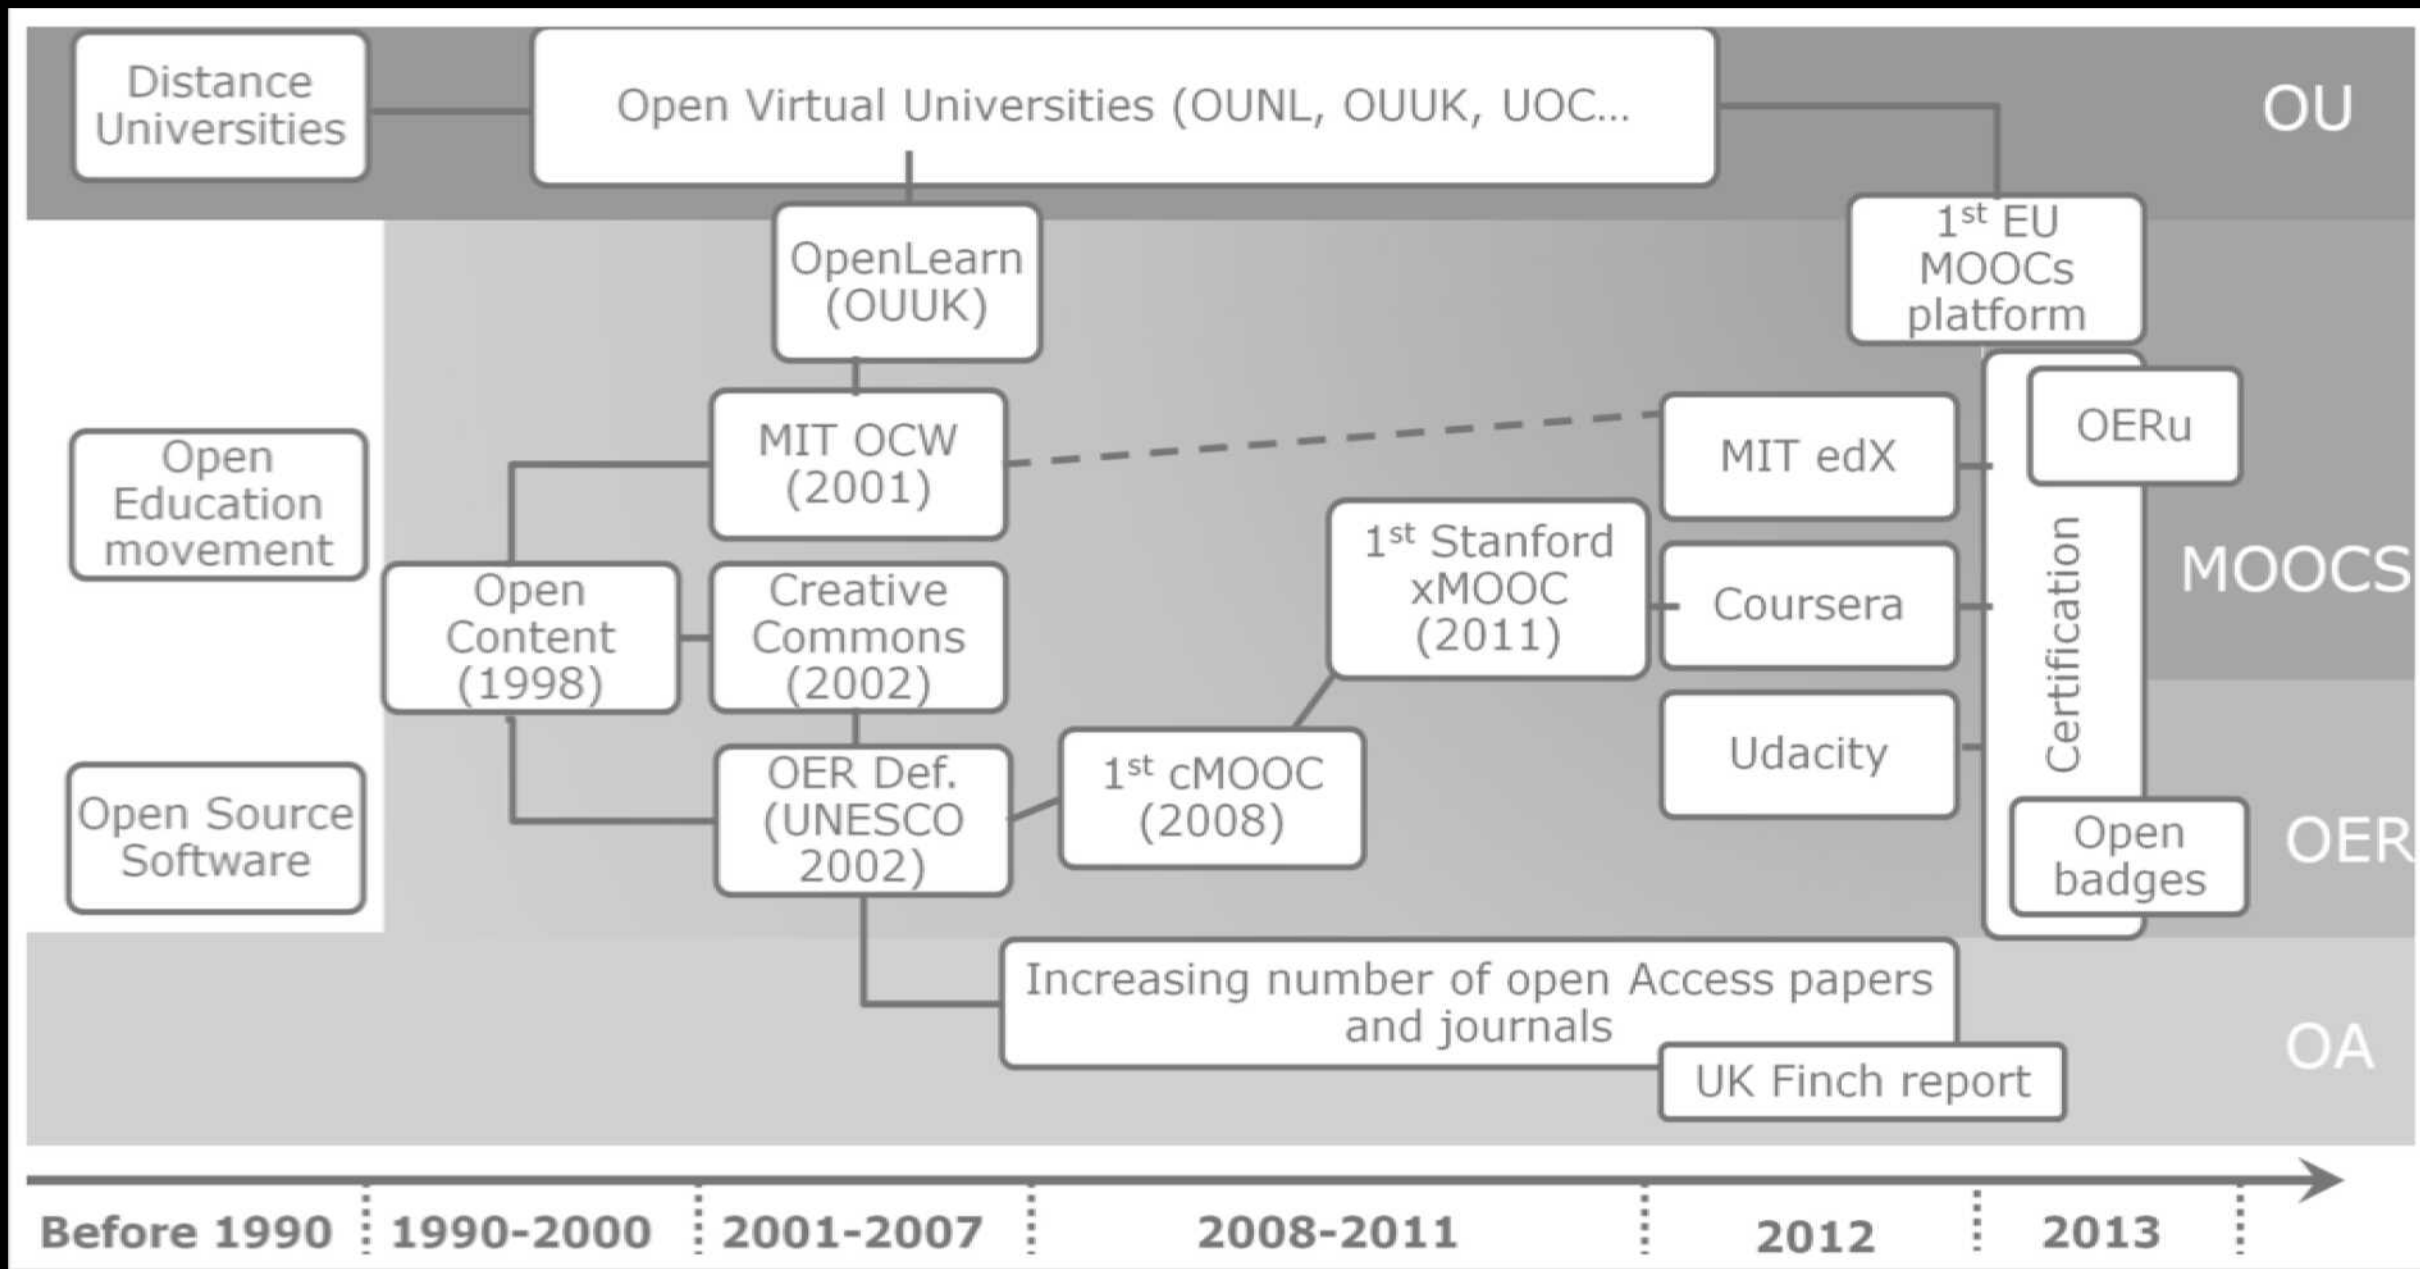 Distance
Universities
Open Virtual Universities (OUNL, OUUK, UOC...
OU
OpenLearn
(OUUK)
1st EU
MOOCs
platform
MIT OCW
(2001)
MIT edX
OERu
Open
Education
movement
1st Stanford
xMOOC
(2011)
Open
Content
(1998)
Creative
Commons
(2002)
Coursera
Certification
MOOCS
Open Source
Software
OER Def.
(UNESCO
2002)
1st cMOOC
(2008)
Udacity
Open
badges
OER
Increasing number of open Access papers
and journals
UK Finch report
OA
Before 1990
1990-2000
2001-2007
2008-2011
2012
2013